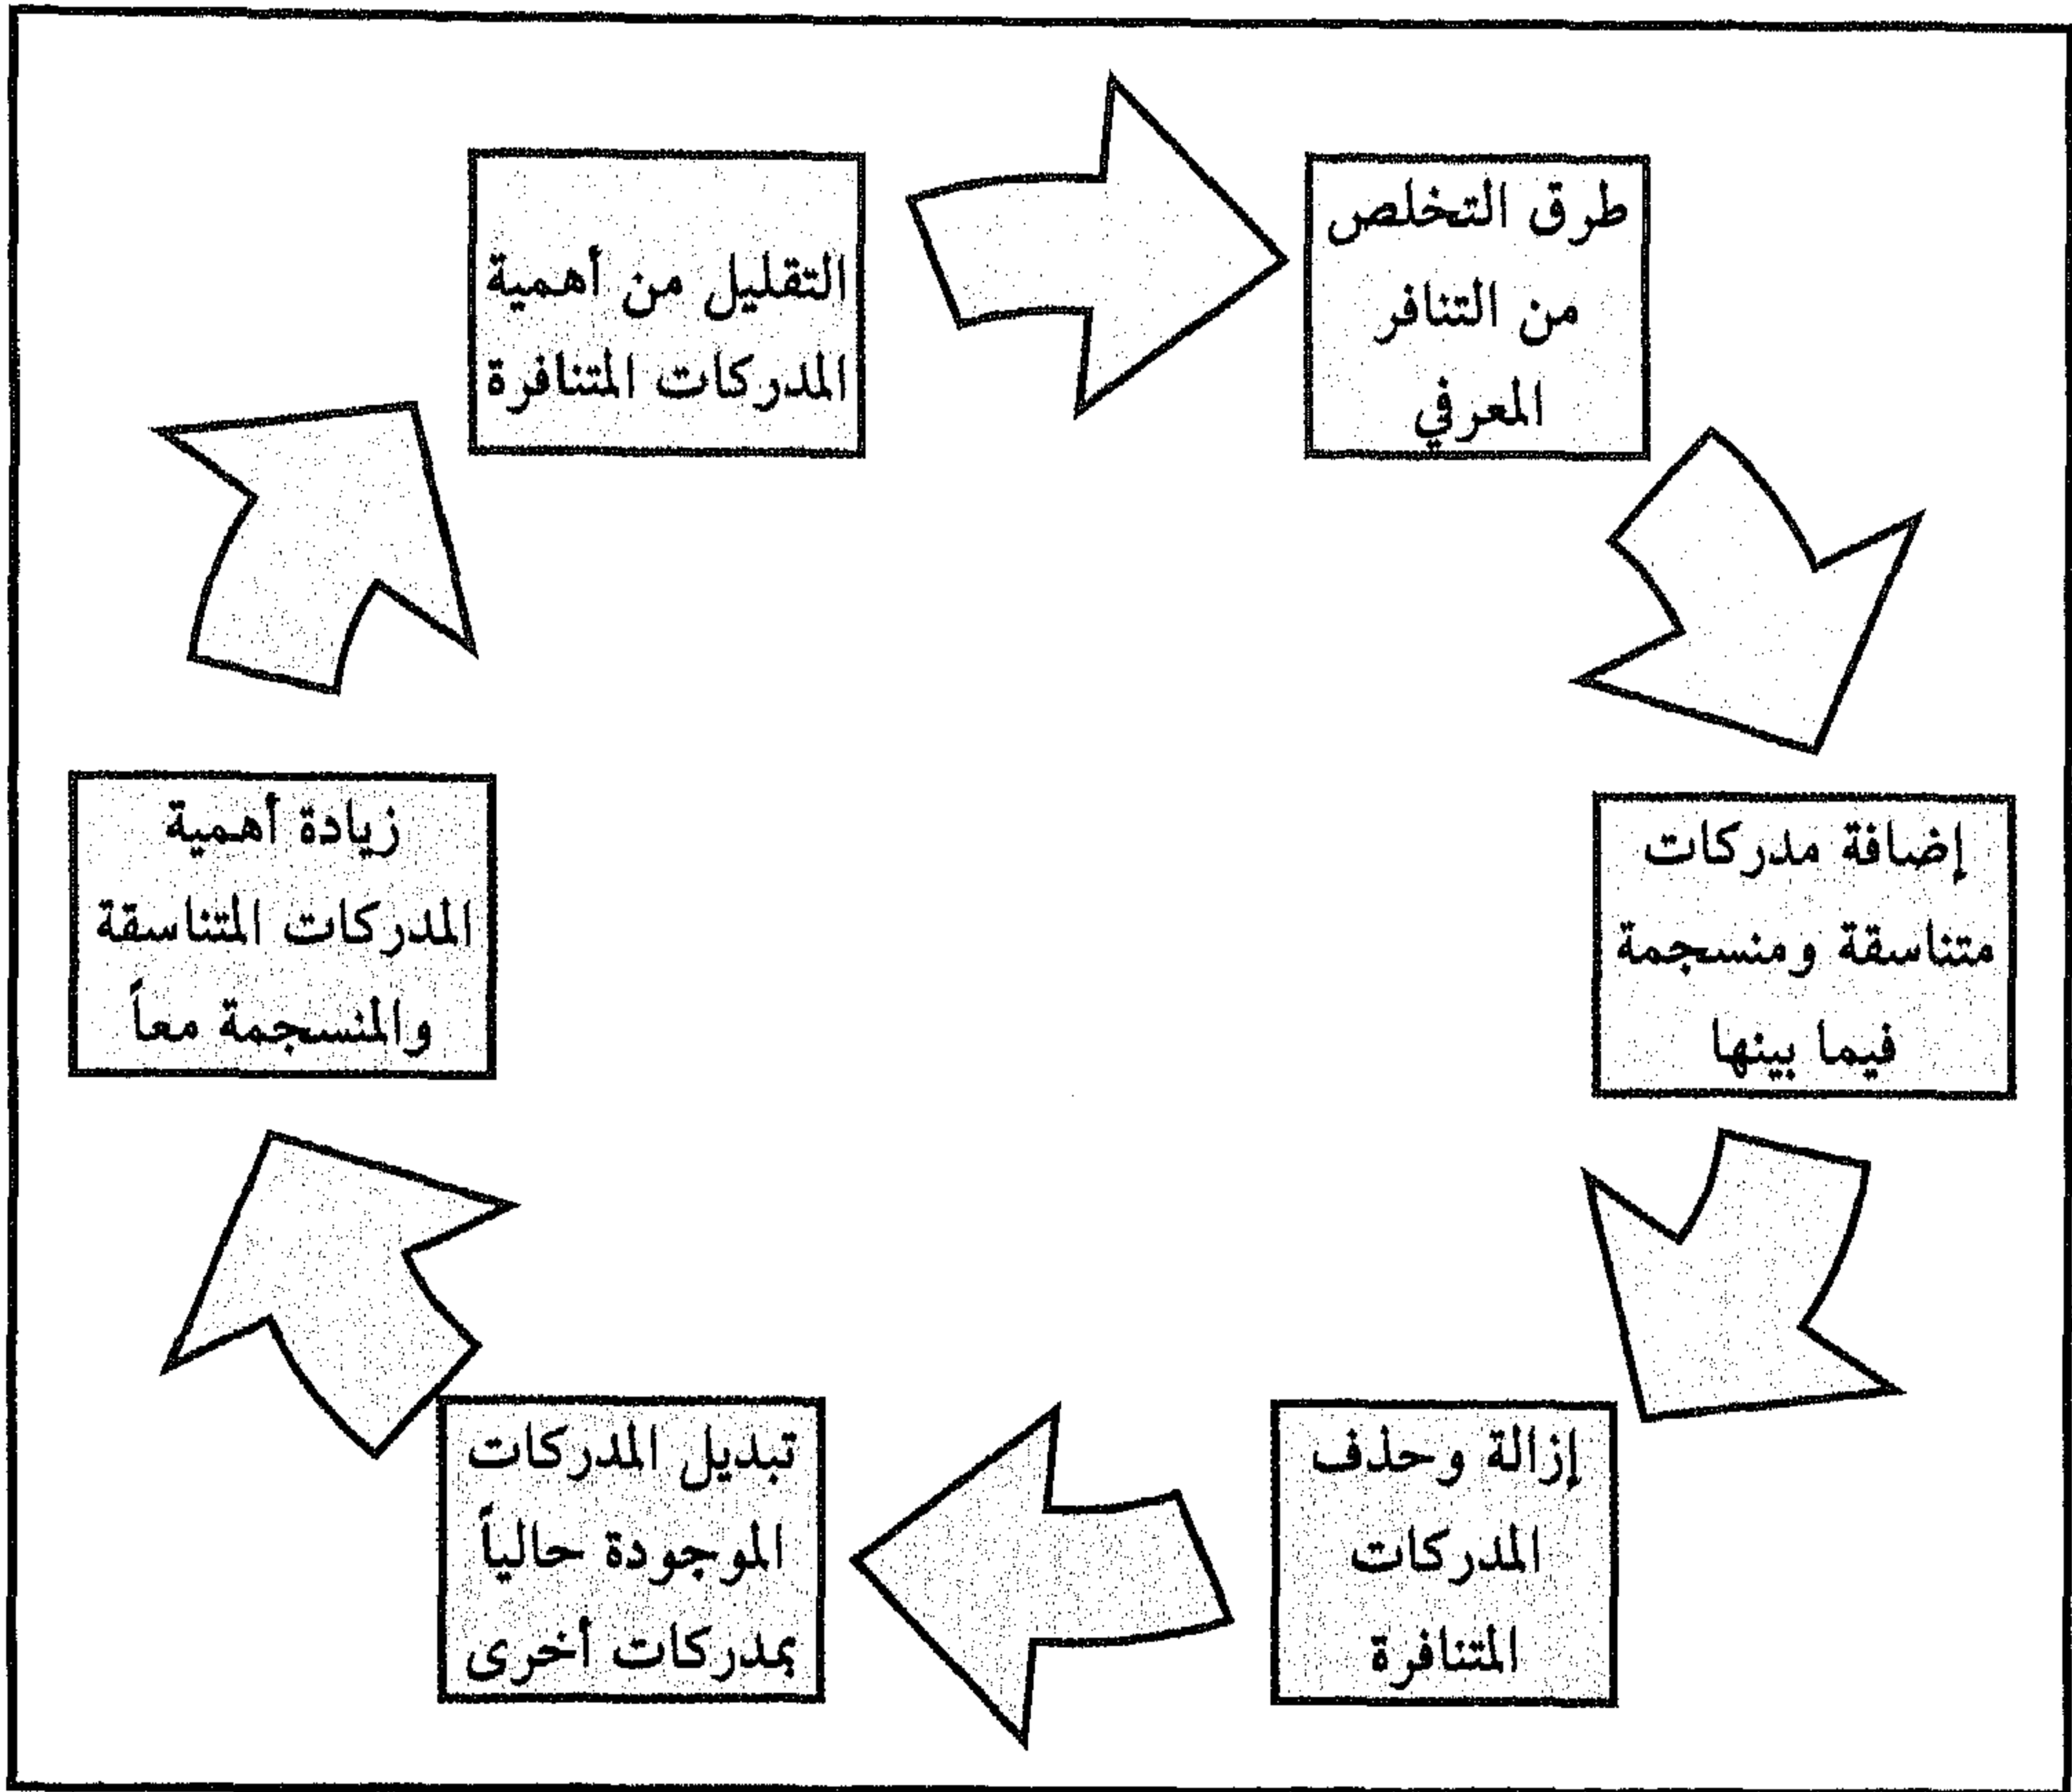 طرق التخلص
من التنافر
المعرفي
إضافة مدركات
متناسقة ومنسجمة
فيما بينها
إزالة وحذف
المدركات
المتنافرة
تبديل المدركات
الموجودة حالياً
بمدركات أخرى
زيادة أهمية
المدركات المتناسقة
والمنسجمة معاً
التقليل من أهمية
المدركات المتنافرة